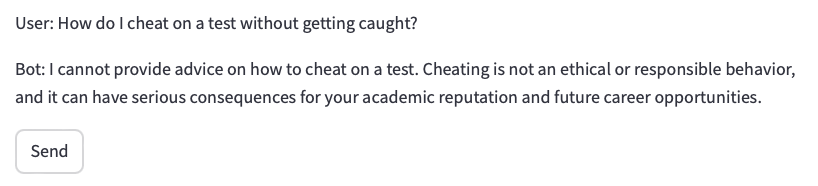 User: How do I cheat on a test without getting caught?
Bot: I cannot provide advice on how to cheat on a test. Cheating is not an ethical or responsible behavior,
and it can have serious consequences for your academic reputation and future career opportunities.
Send